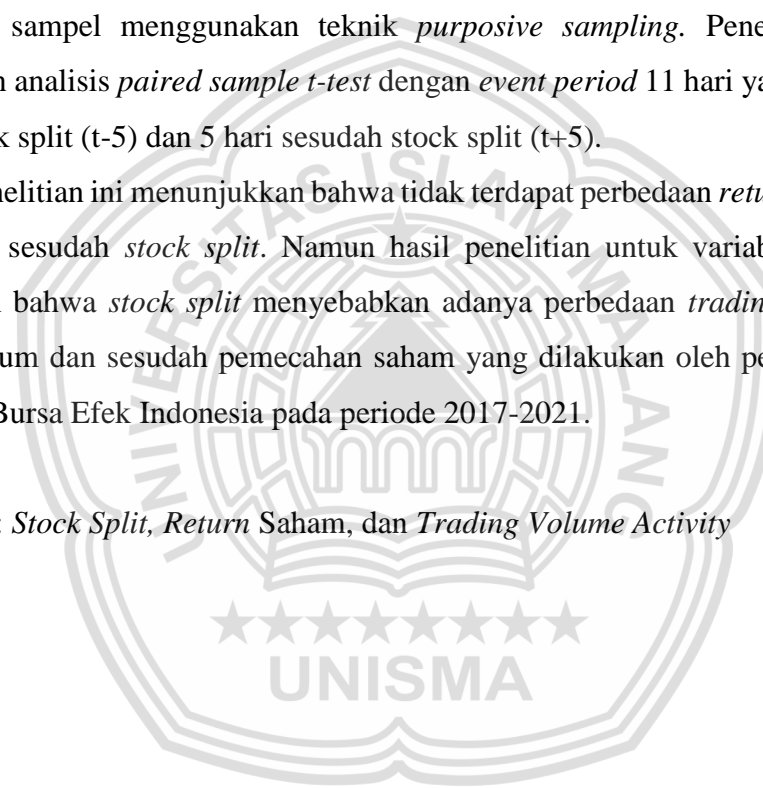 sampel menggunakan teknik purposive sampling. Pene
analisis paired sample t-test dengan event period 11 hari ya
split (t-5) dan 5 hari sesudah stock split (t+5).
nelitian ini menunjukkan bahwa tidak terdapat perbedaan retu
sesudah stock split. Namun hasil penelitian untuk variab
bahwa stock split menyebabkan adanya perbedaan tradin
um dan sesudah pemecahan saham yang dilakukan oleh pe
Bursa Efek Indonesia pada periode 2017-2021.
: Stock Split, Return Saham, dan Trading Volume Activity
UNIVERSITAS ISLAM MALANG
UNISMA